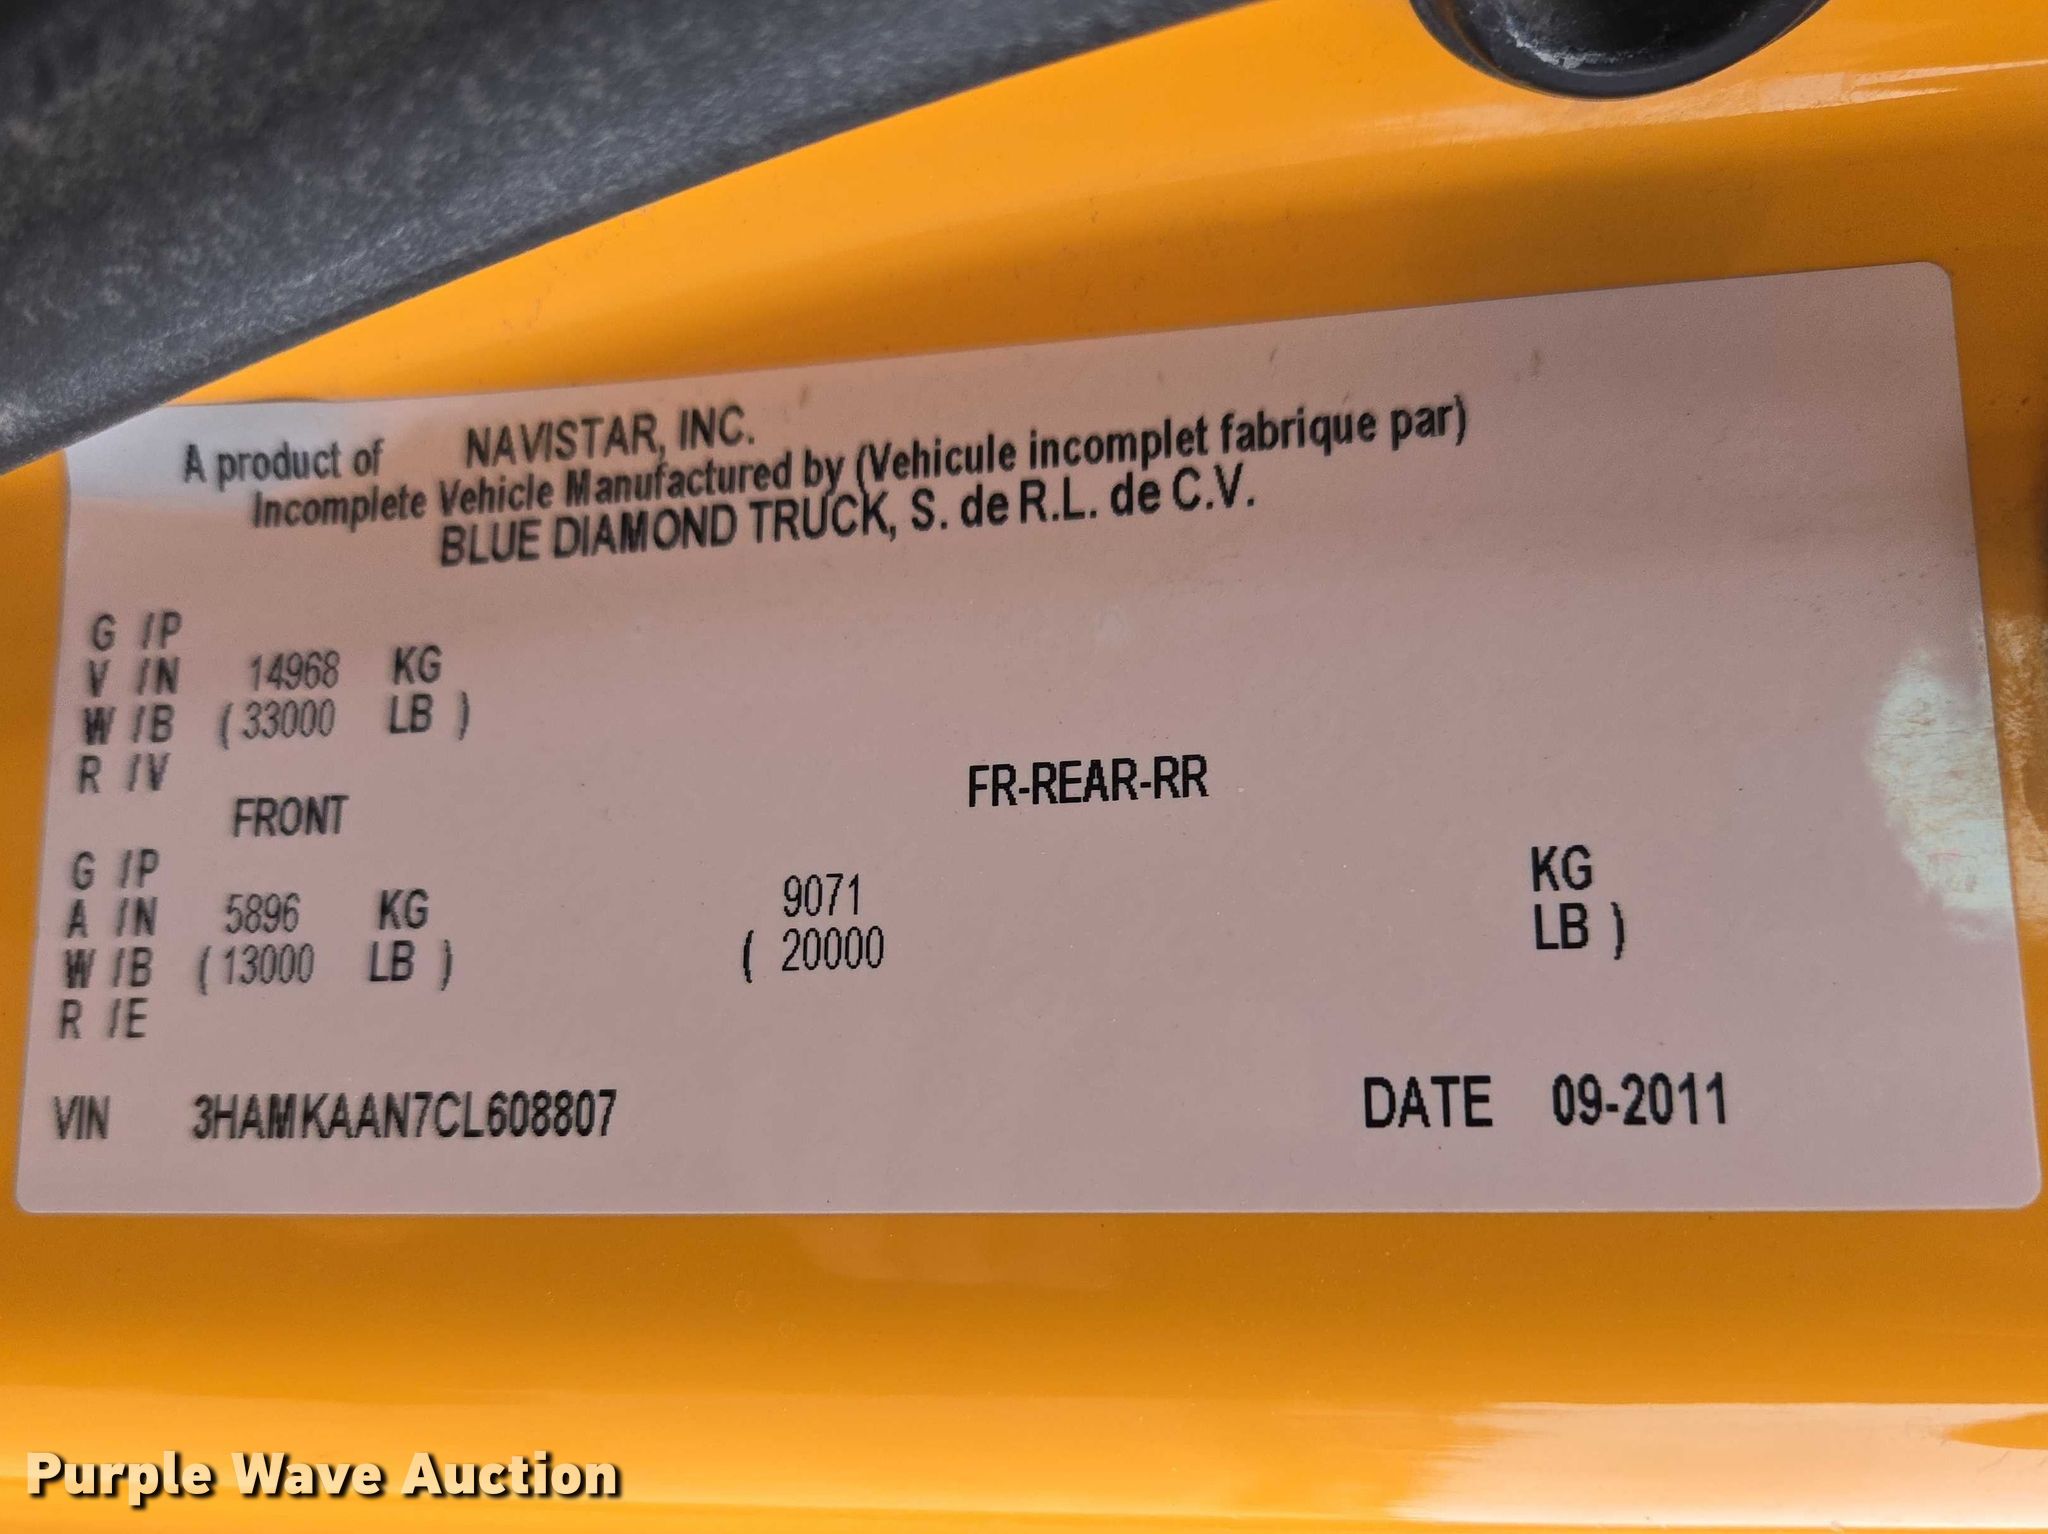 A product of NAVISTAR, INC.
Incomplete Vehicle Manufactured by (Vehicule incomplet fabrique par)
BLUE DIAMOND TRUCK, S. de R.L. de C.V.
G /P
V /N 14968 KG
W /B ( 33000 LB )
R /V
FRONT FR-REAR-RR
G /P
A /N 5896 KG 9071 KG
W /B ( 13000 LB ) ( 20000 LB )
R /E
VIN 3HAMKAAN7CL608807 DATE 09-2011
Purple Wave Auction